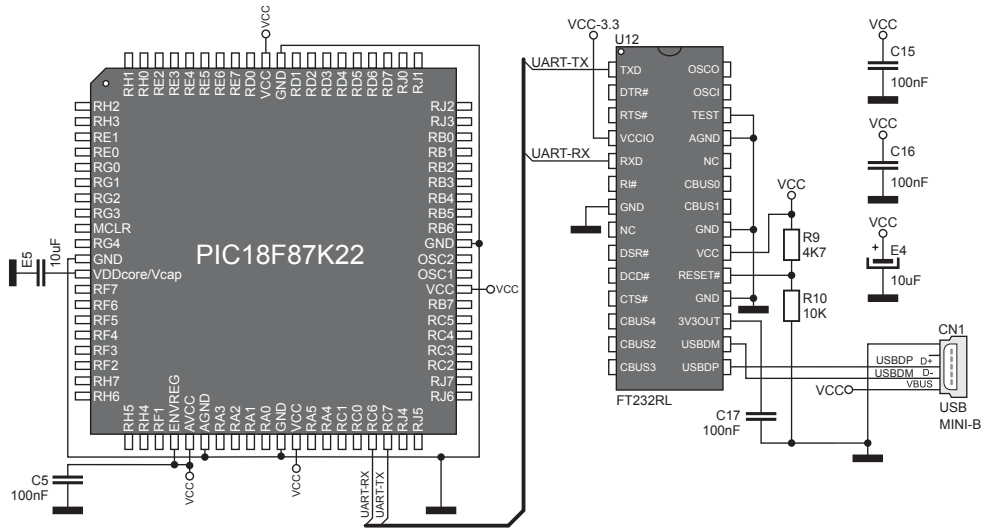 VCC
RH1 RH0 RE2 RE3 RE4 RE5 RE6 RE7 RD0 VCC GND RD1 RD2 RD3 RD4 RD5 RD6 RD7 RJ0 RJ1
RH2
RH3
RE1
RE0
RG0
RG1
RG2
RG3
MCLR
RG4
GND
VDDcore/Vcap
RF7
RF6
RF5
RF4
RF3
RF2
RH7
RH6
E5
10uF
PIC18F87K22
RJ2
RJ3
RB0
RB1
RB2
RB3
RB4
RB5
RB6
GND
OSC2
OSC1
VCC
RB7
RC5
RC4
RC3
RC2
RJ7
RJ6
VCC
RH5 RH4 RF1 ENVREG AVCC AGND RA3 RA2 RA1 RA0 GND VCC RA5 RA4 RC1 RC0 RC6 RC7 RJ4 RJ5
C5
100nF
VCC
VCC
UART-RX
UART-TX
VCC-3.3
U12
UART-TX
UART-RX
TXD
DTR#
RTS#
VCCIO
RXD
RI#
GND
NC
DSR#
DCD#
CTS#
CBUS4
CBUS2
CBUS3
OSCO
OSCI
TEST
AGND
NC
CBUS0
CBUS1
GND
VCC
RESET#
GND
3V3OUT
USBDM
USBDP
FT232RL
VCC
R9
4K7
R10
10K
C17
100nF
VCC
C15
100nF
VCC
C16
100nF
VCC
+
E4
10uF
CN1
USBDP D+
USBDM D-
VCC VBUS
USB
MINI-B